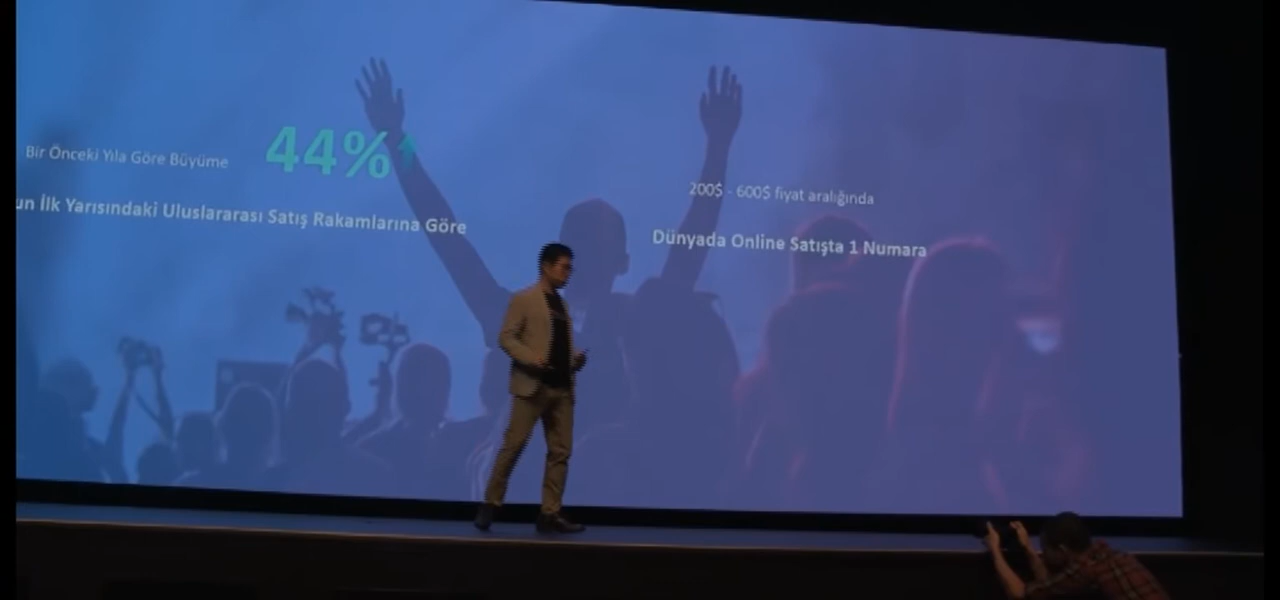 Bir Önceki Yıla Göre Büyüme 44%
un İlk Yarısındaki Uluslararası Satış Rakamlarına Göre
200$ - 600$ fiyat aralığında
Dünyada Online Satışta 1 Numara